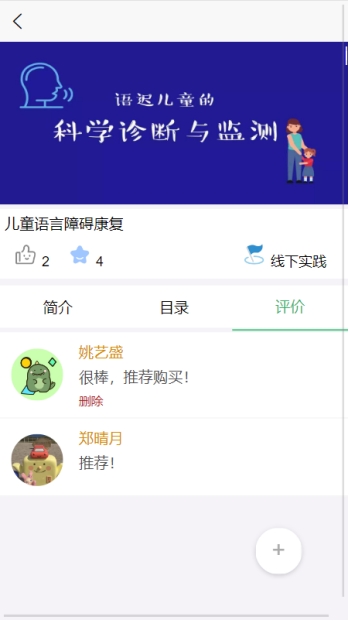 语迟儿童的
科学诊断与监测
儿童语言障碍康复
2
4
线下实践
简介
目录
评价
姚艺盛
很棒，推荐购买！
删除
郑晴月
推荐！